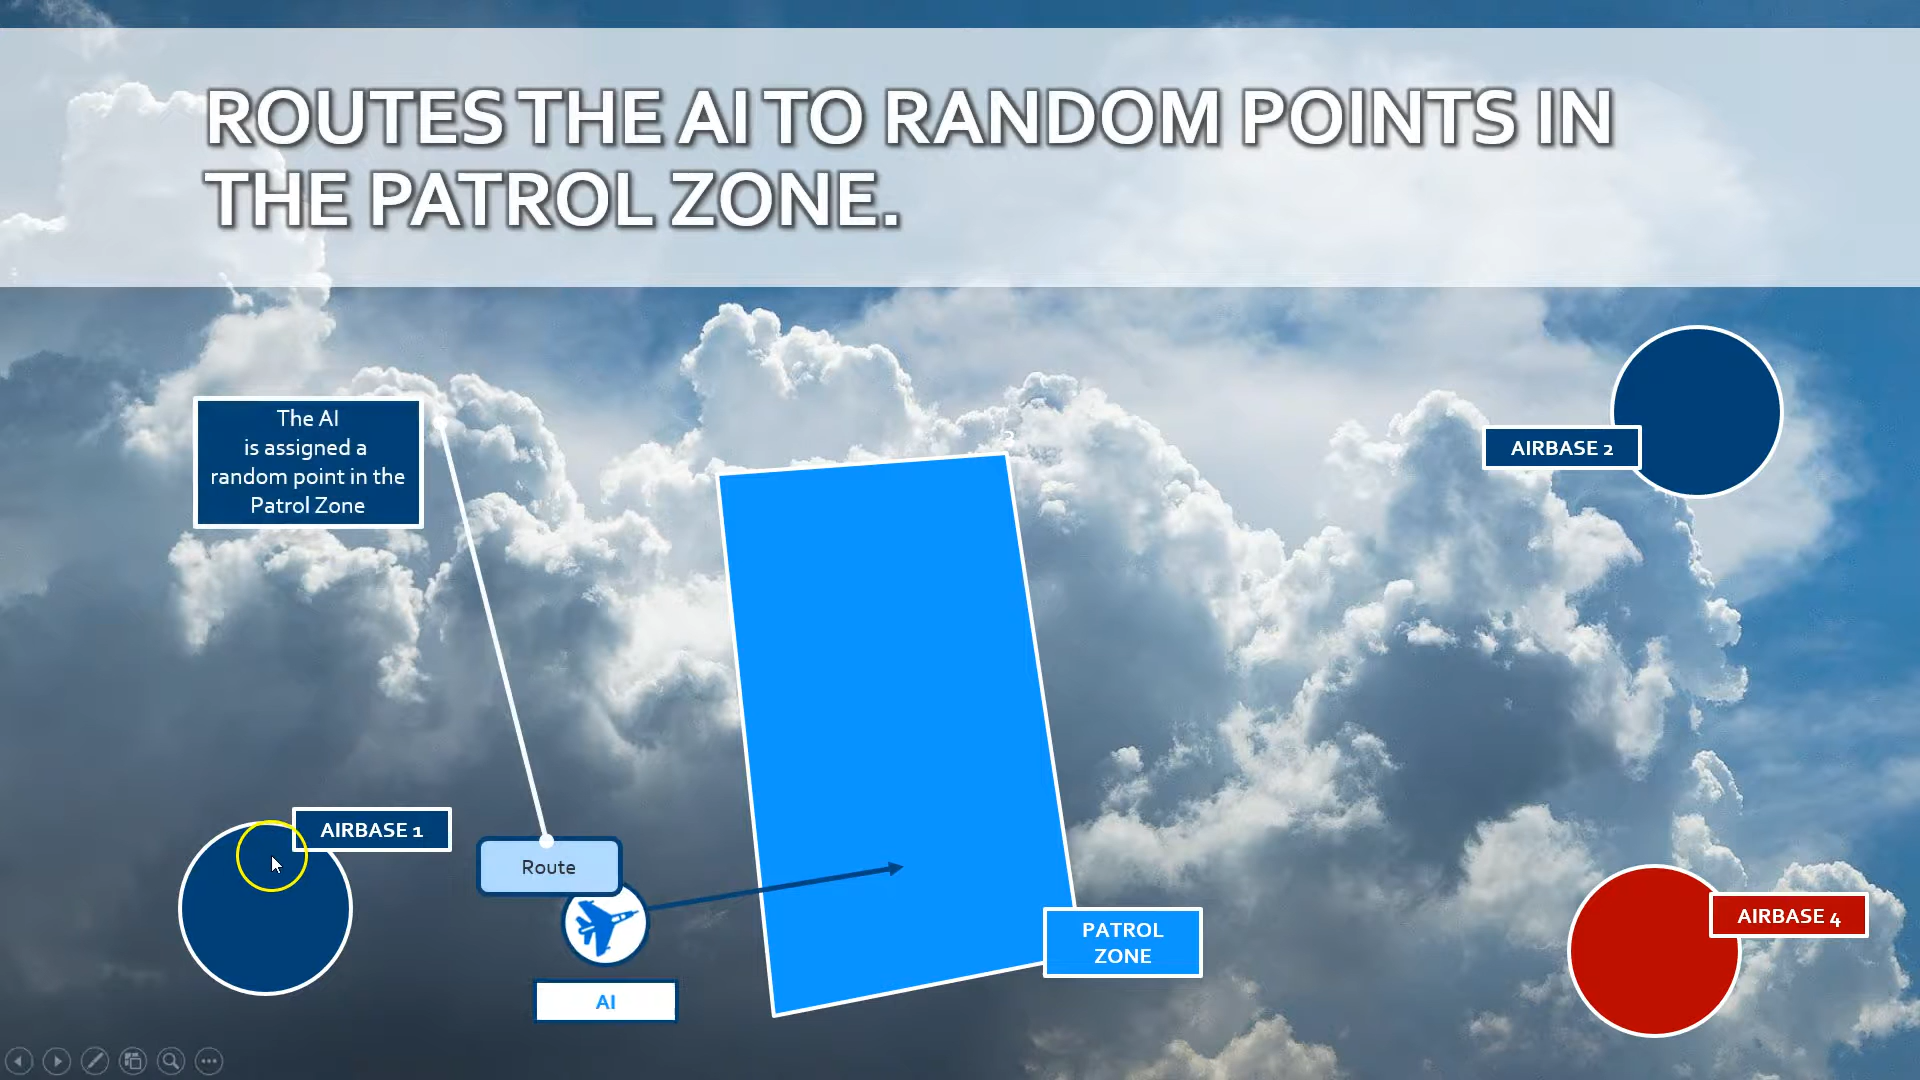 ROUTES THE AI TO RANDOM POINTS IN
THE PATROL ZONE.
The AI
is assigned a
random point in the
Patrol Zone
AIRBASE 2
AIRBASE 1
Route
AI
PATROL
ZONE
AIRBASE 4